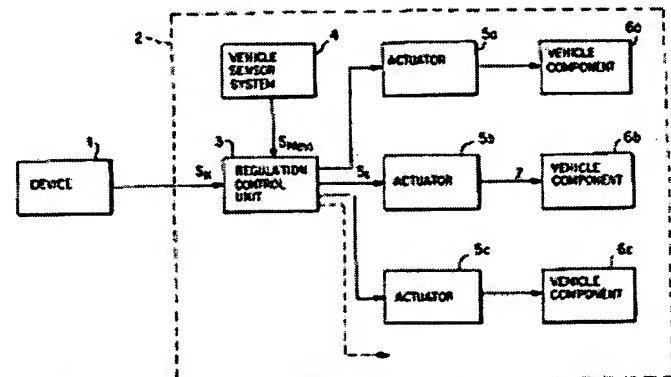 2
4
VEHICLE
SENSOR
SYSTEM
5a
ACTUATOR
6a
VEHICLE
COMPONENT
1
DEVICE
3
REGULATION
CONTROL
UNIT
5b
ACTUATOR
7
6b
VEHICLE
COMPONENT
5c
ACTUATOR
6c
VEHICLE
COMPONENT